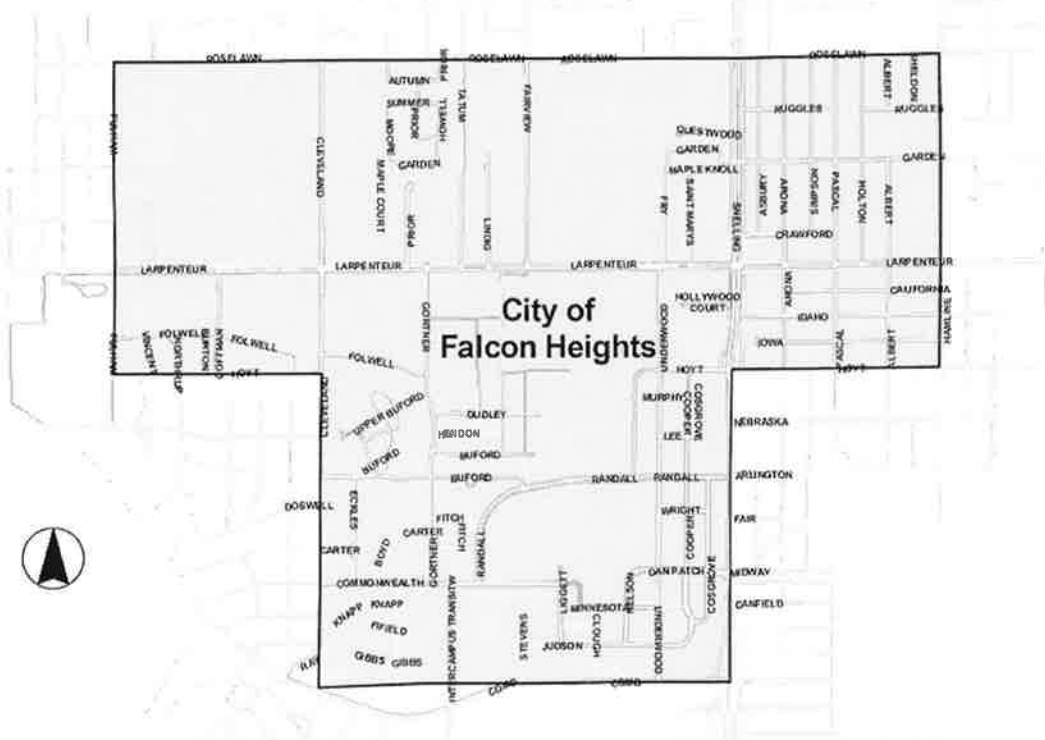 ROSELAWN
ROSELAWN
ROSELAWN
ROSELAWN
PRIOR
ALBERT
SHELDON
AUTUMN
SUMMER
PRIOR
HOWELL
TATUM
FAIRVIEW
RUGGLES
RUGGLES
CLEVELAND
MOORE
QUESTWOOD
GARDEN
GARDEN
GARDEN
MAPLE COURT
MAPLE KNOLL
FRY
SAINT MARYS
SNELLING
ASBURY
ARONA
SIMPSON
PASCAL
HOLTON
ALBERT
PRIOR
LINDIG
CRAWFORD
LARPENTEUR
LARPENTEUR
LARPENTEUR
LARPENTEUR
City of
Falcon Heights
GORTNER
HOLLYWOOD
COURT
ARONA
CALIFORNIA
HAMLINE
IDAHO
UNDERWOOD
VINCENT
FOLWELL
NORTHRUP
BURTON
COFFMAN
FOLWELL
FOLWELL
IOWA
PASCAL
ALBERT
HOYT
HOYT
HOYT
CLEVELAND
UPPER BUFORD
MURPHY
COSGROVE
COOPER
DUDLEY
NEBRASKA
HENDON
LEE
BUFORD
BUFORD
BUFORD
RANDALL
RANDALL
ARLINGTON
DOSWELL
ECKLES
FITCH
FITCH
WRIGHT
FAIR
CARTER
CARTER
BOYD
GORTNER
RANDALL
COOPER
COSGROVE
DAN PATCH
MIDWAY
COMMONWEALTH
LIGGETT
NELSON
KNAPP
KNAPP
MINNESOTA
CANFIELD
FIFIELD
INTERCAMPUS TRANSITW
STEVENS
JUDSON
CLOUGH
UNDERWOOD
GIBBS
GIBBS
COMO
COMO